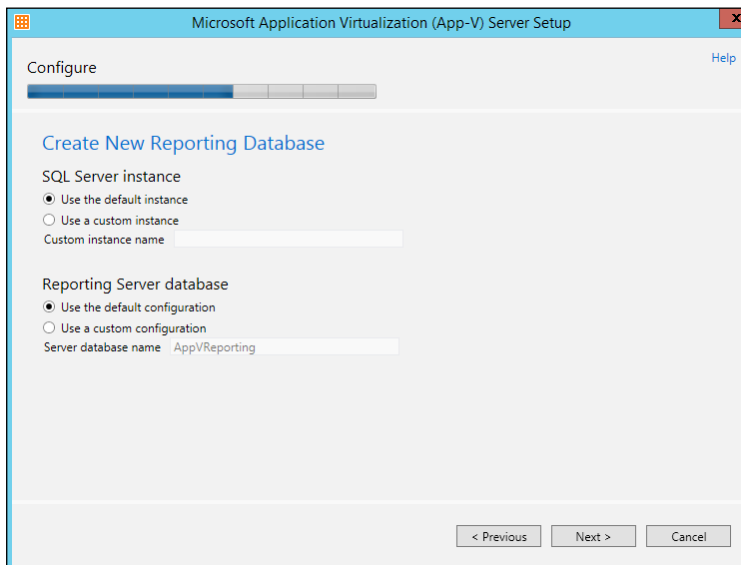 Microsoft Application Virtualization (App-V) Server Setup
x
Help
Configure
Create New Reporting Database
SQL Server instance
Use the default instance
Use a custom instance
Custom instance name
Reporting Server database
Use the default configuration
Use a custom configuration
Server database name AppVReporting
< Previous Next > Cancel